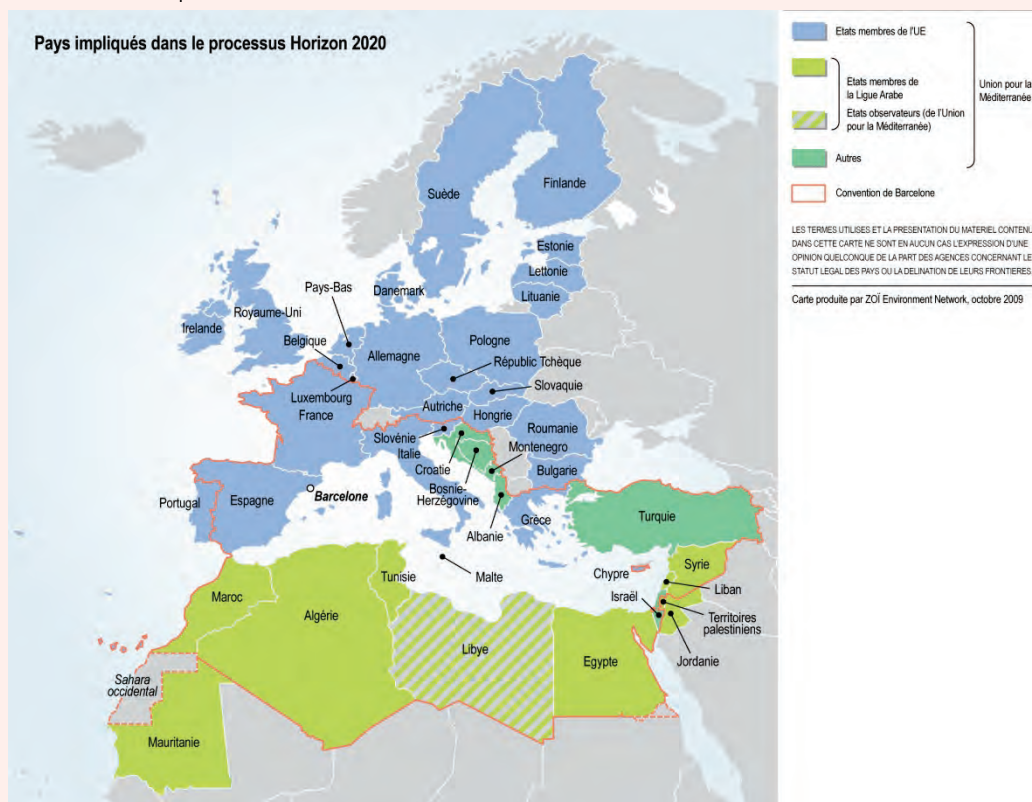 Pays impliqués dans le processus Horizon 2020
Etats membres de l'UE
Etats membres de
la Ligue Arabe
Union pour la
Méditerranée
Etats observateurs (de l'Union
pour la Méditerranée)
Autres
Convention de Barcelone
LES TERMES UTILISES ET LA PRESENTATION DU MATERIEL CONTENU
DANS CETTE CARTE NE SONT EN AUCUN CAS L'EXPRESSION D'UNE
OPINION QUELCONQUE DE LA PART DES AGENCES CONCERNANT LE
STATUT LEGAL DES PAYS OU LA DELINATION DE LEURS FRONTIERES
Carte produite par ZOÏ Environment Network, octobre 2009
Suède
Finlande
Estonie
Lettonie
Lituanie
Danemark
Pays-Bas
Royaume-Uni
Irlande
Belgique
Allemagne
Pologne
Républic Tchèque
Slovaquie
Luxembourg
France
Autriche
Hongrie
Roumanie
Slovénie
Italie
Montenegro
Croatie
Bulgarie
Bosnie-
Herzégovine
Portugal
Espagne
Barcelone
Albanie
Grèce
Turquie
Malte
Chypre
Syrie
Liban
Israël
Territoires
palestiniens
Jordanie
Tunisie
Maroc
Algérie
Libye
Egypte
Sahara
occidental
Mauritanie